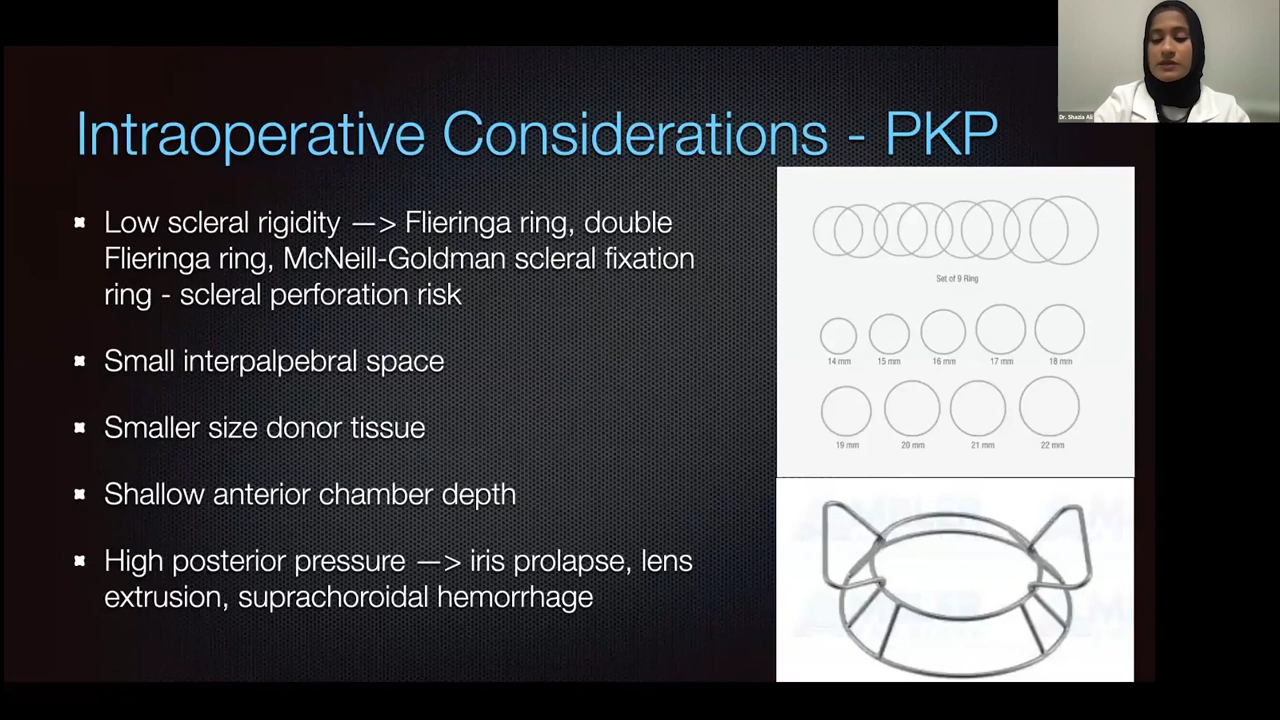 Intraoperative Considerations - PKP
Low scleral rigidity —> Flieringa ring, double
Flieringa ring, McNeill-Goldman scleral fixation
ring - scleral perforation risk
Small interpalpebral space
Smaller size donor tissue
Shallow anterior chamber depth
High posterior pressure —> iris prolapse, lens
extrusion, suprachoroidal hemorrhage
Set of 9 Ring
14 mm 15 mm 16 mm 17 mm 18 mm
19 mm 20 mm 21 mm 22 mm
Dr. Shazia Ali